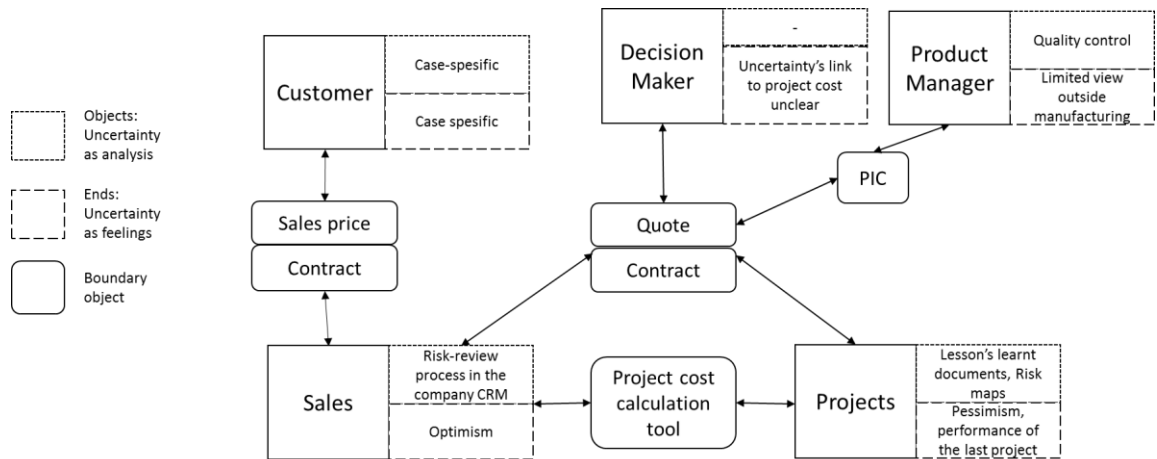 Objects:
Uncertainty
as analysis
Ends:
Uncertainty
as feelings
Boundary
object
Customer
Case-spesific
Case spesific
Decision
Maker
-
Uncertainty's link
to project cost
unclear
Product
Manager
Quality control
Limited view
outside
manufacturing
PIC
Sales price
Contract
Quote
Contract
Sales
Risk-review
process in the
company CRM
Optimism
Project cost
calculation
tool
Projects
Lesson's learnt
documents, Risk
maps
Pessimism,
performance of
the last project